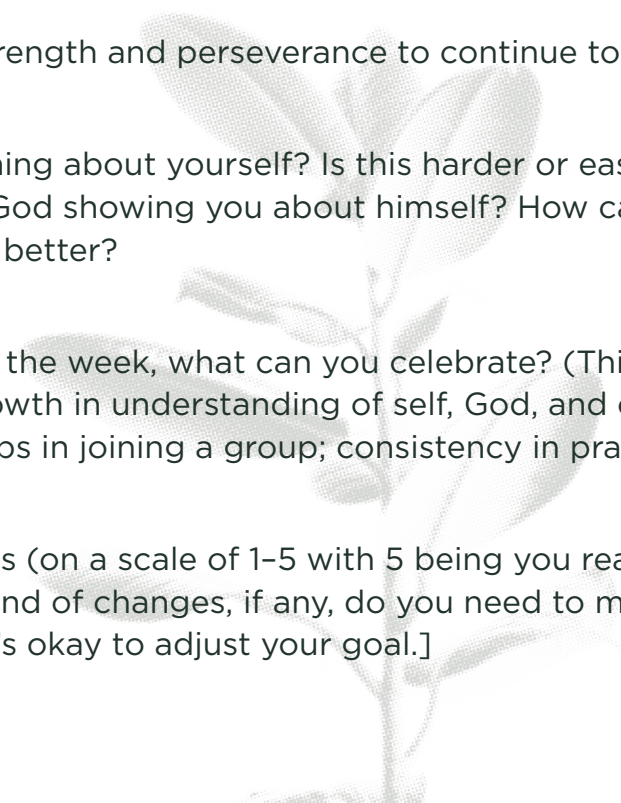 rength and perseverance to continue to
ning about yourself? Is this harder or eas
God showing you about himself? How ca
better?
the week, what can you celebrate? (Thi
owth in understanding of self, God, and
ps in joining a group; consistency in pra
s (on a scale of 1–5 with 5 being you rea
nd of changes, if any, do you need to m
's okay to adjust your goal.]